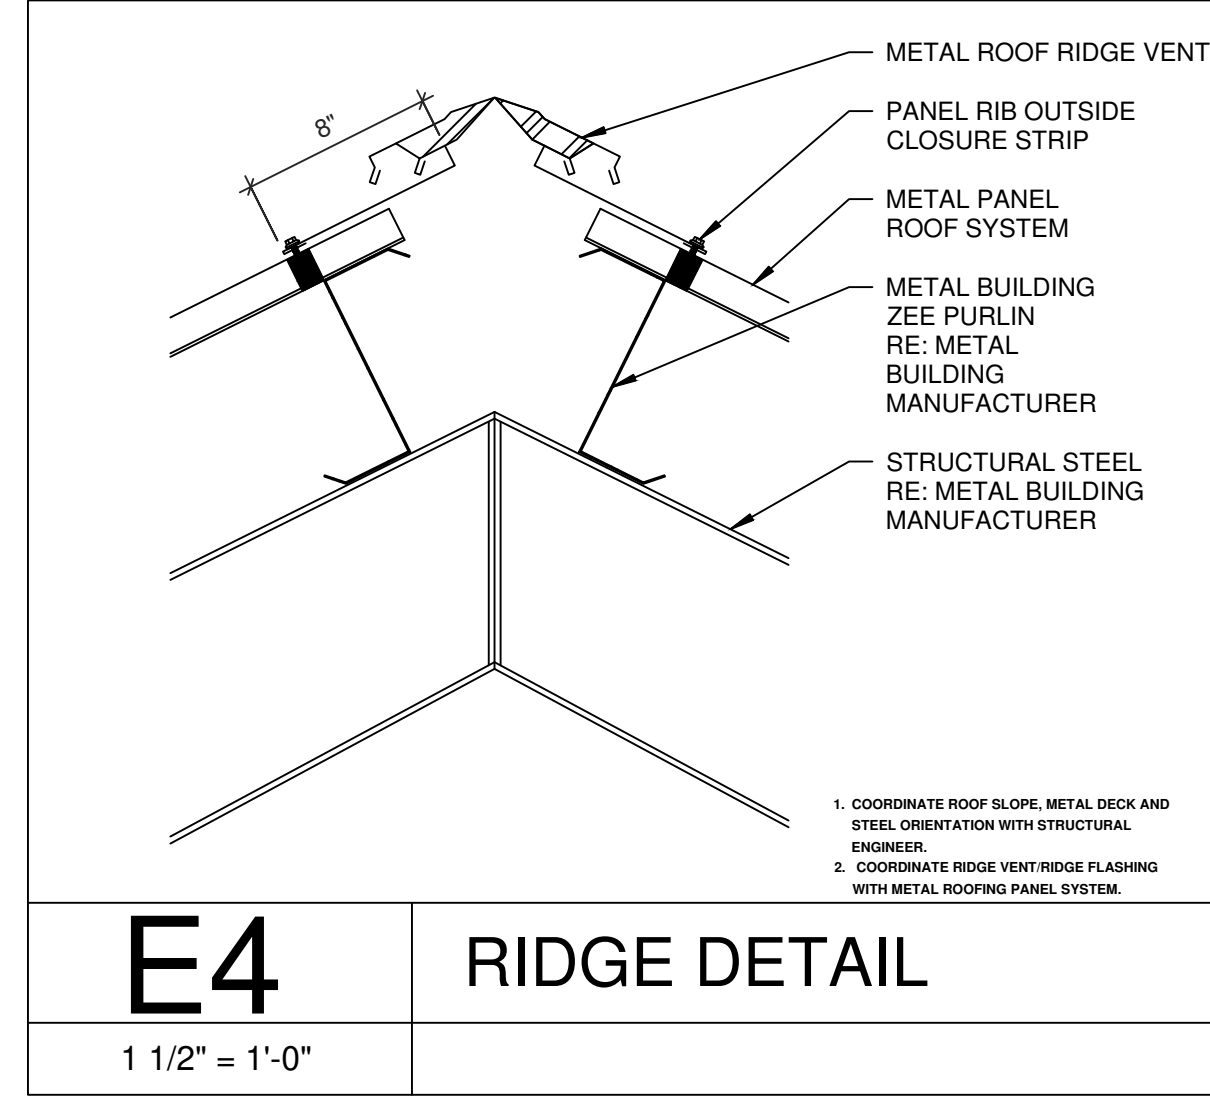 8"
METAL ROOF RIDGE VENT
PANEL RIB OUTSIDE
CLOSURE STRIP
METAL PANEL
ROOF SYSTEM
METAL BUILDING
ZEE PURLIN
RE: METAL
BUILDING
MANUFACTURER
STRUCTURAL STEEL
RE: METAL BUILDING
MANUFACTURER
1. COORDINATE ROOF SLOPE, METAL DECK AND
STEEL ORIENTATION WITH STRUCTURAL
ENGINEER.
2. COORDINATE RIDGE VENT/RIDGE FLASHING
WITH METAL ROOFING PANEL SYSTEM.
E4
RIDGE DETAIL
1 1/2" = 1'-0"